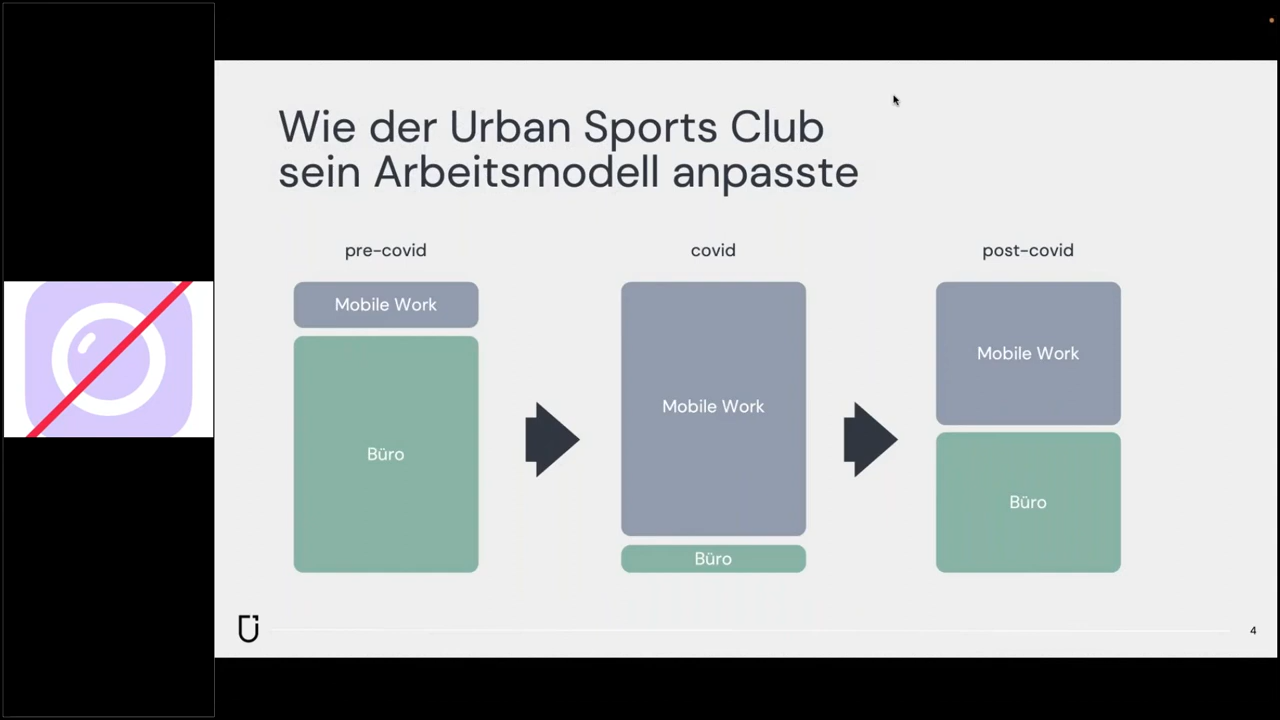 Wie der Urban Sports Club
sein Arbeitsmodell anpasste
pre-covid
covid
post-covid
Mobile Work
Büro
Mobile Work
Büro
Mobile Work
Büro
4